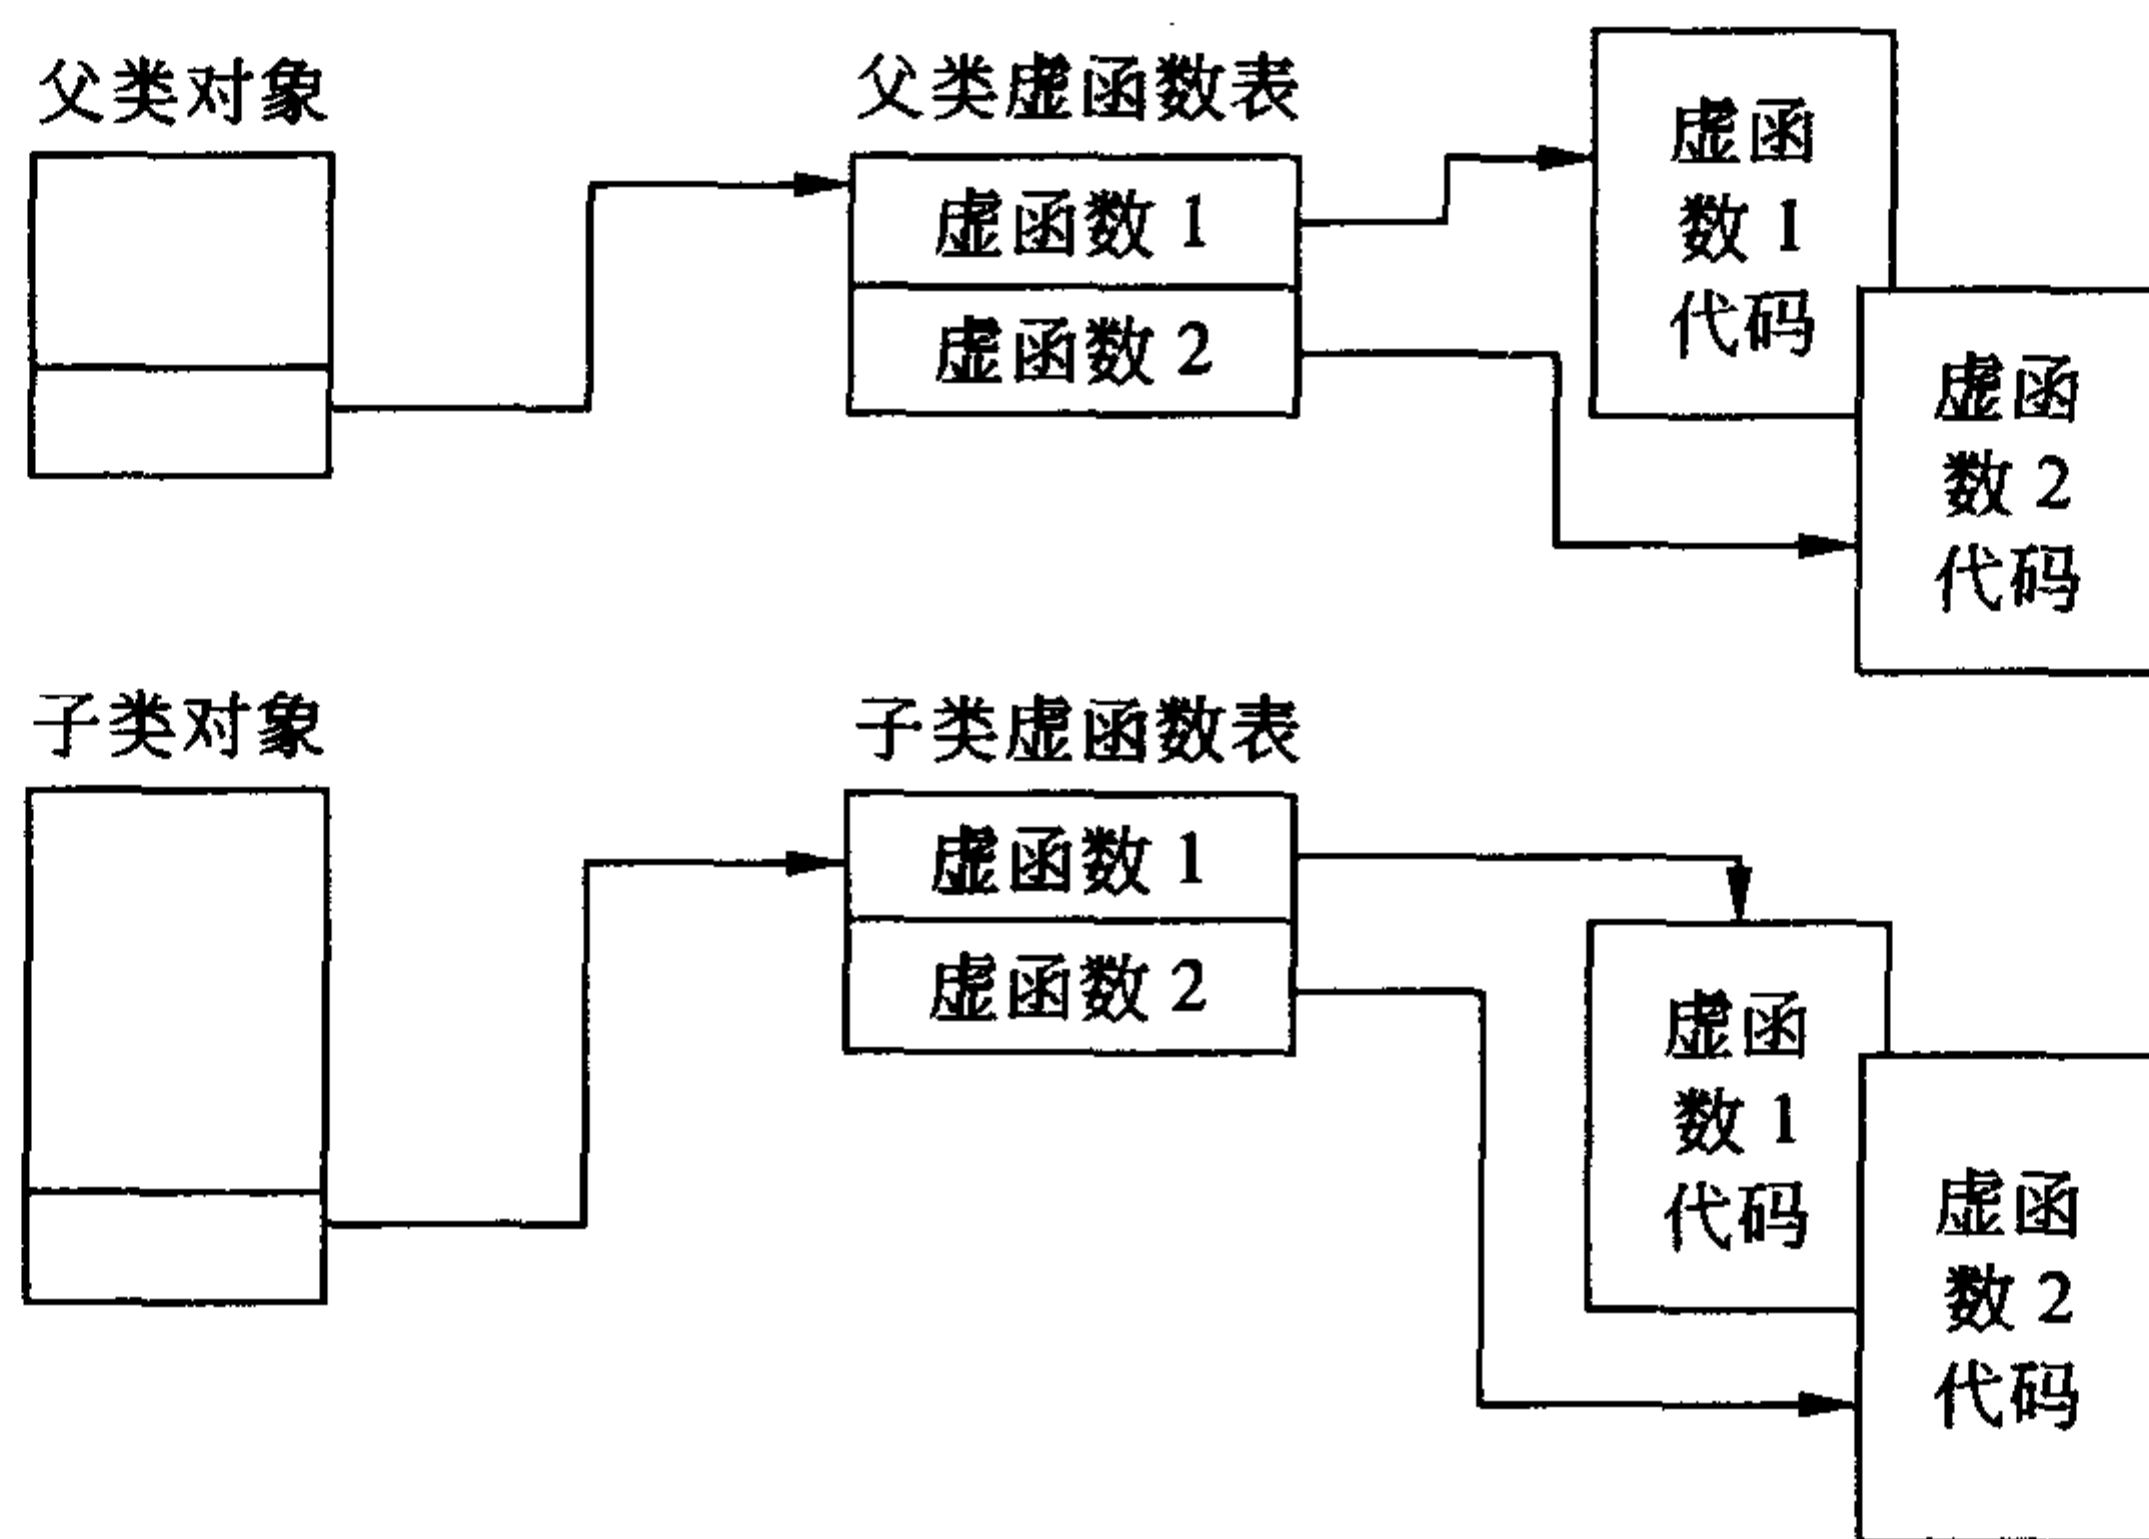 父类对象
父类虚函数表
虚函数 1
虚函数 2
虚函
数 1
代码
虚函
数 2
代码
子类对象
子类虚函数表
虚函数 1
虚函数 2
虚函
数 1
代码
虚函
数 2
代码